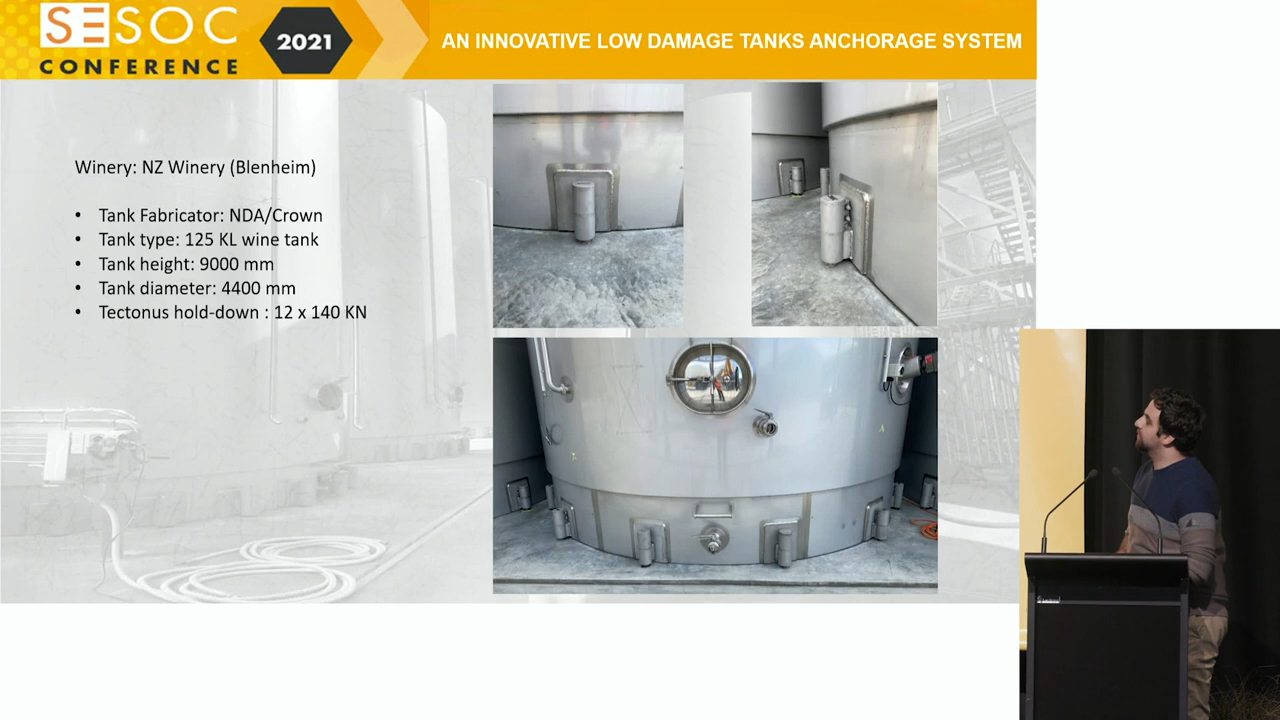 SESOC
CONFERENCE
2021
AN INNOVATIVE LOW DAMAGE TANKS ANCHORAGE SYSTEM
Winery: NZ Winery (Blenheim)
• Tank Fabricator: NDA/Crown
• Tank type: 125 KL wine tank
• Tank height: 9000 mm
• Tank diameter: 4400 mm
• Tectonus hold-down : 12 x 140 KN